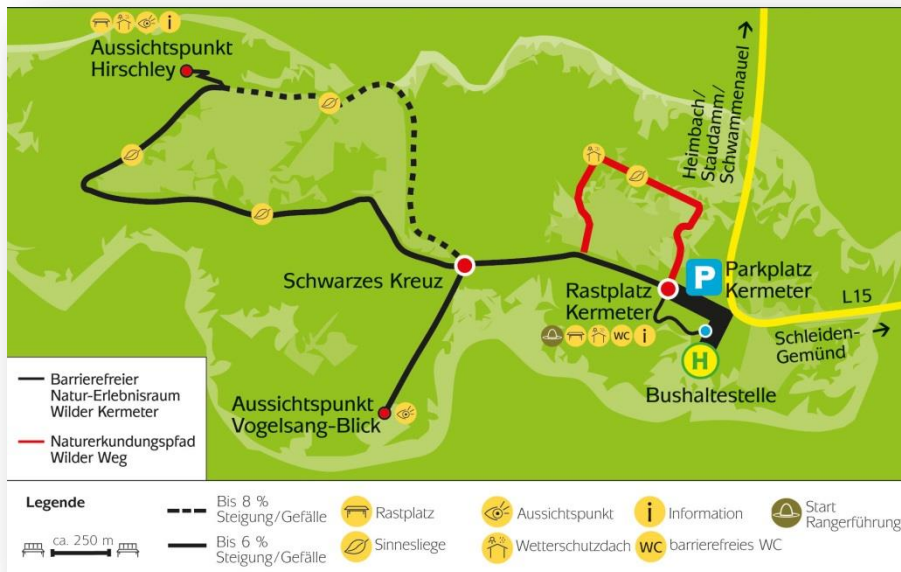 i
Aussichtspunkt
Hirschley
Heimbach/
Staudamm/
Schwammenauel →
Schwarzes Kreuz
Rastplatz
Kermeter
P
Parkplatz
Kermeter
L15
Schleiden-
Gemünd →
WC i
H
Bushaltestelle
Aussichtspunkt
Vogelsang-Blick
Barrierefreier
Natur-Erlebnisraum
Wilder Kermeter
Naturerkundungspfad
Wilder Weg
Legende
ca. 250 m
Bis 8 %
Steigung/Gefälle
Bis 6 %
Steigung/Gefälle
Rastplatz
Sinnesliege
Aussichtspunkt
Wetterschutzdach
i Information
WC barrierefreies WC
Start
Rangerführung